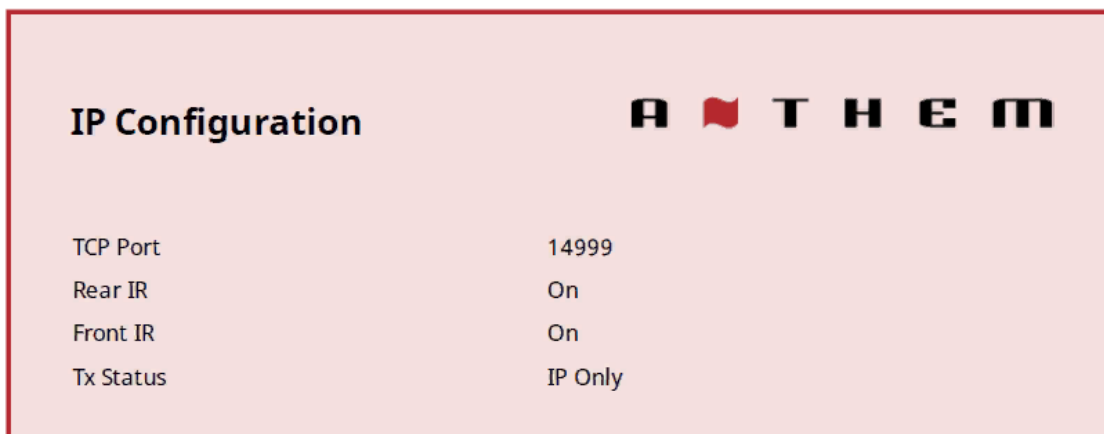 IP Configuration
ANTHEM
TCP Port 14999
Rear IR On
Front IR On
Tx Status IP Only